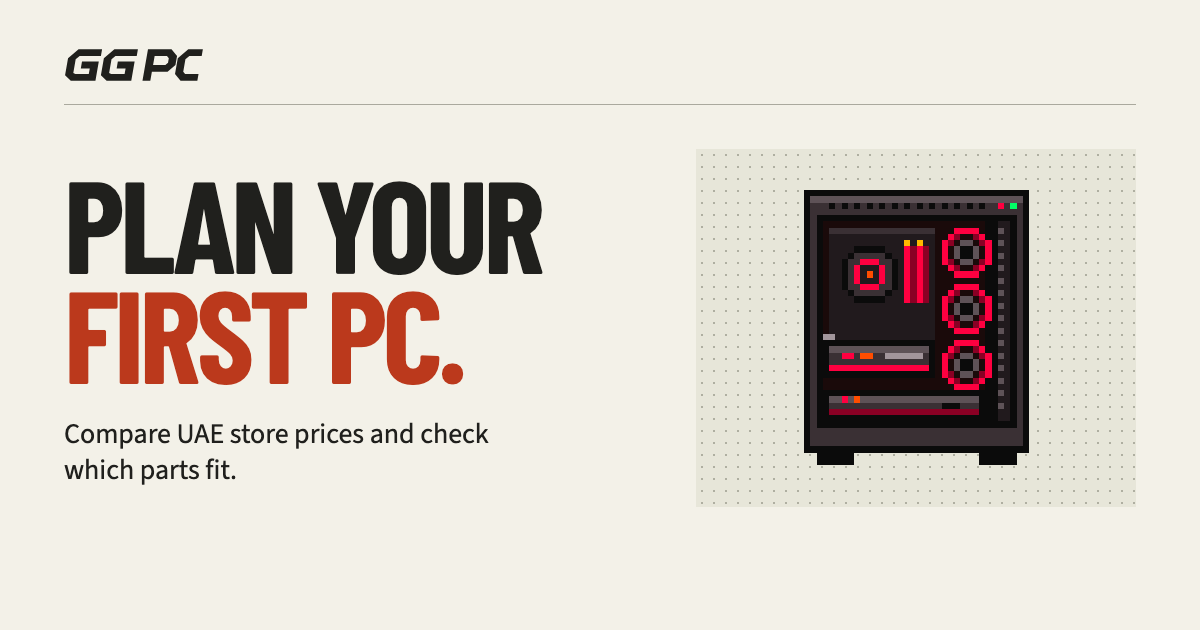 GG PC
PLAN YOUR
FIRST PC.
Compare UAE store prices and check
which parts fit.